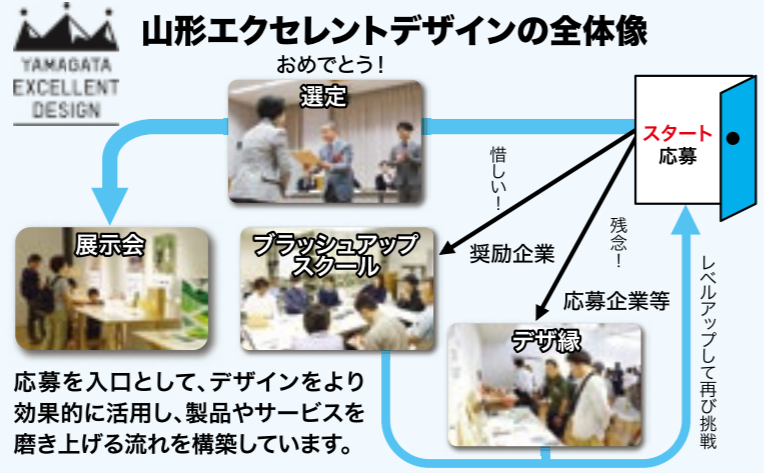 YAMAGATA
EXCELLENT
DESIGN
山形エクセレントデザインの全体像
おめでとう！
選定
スタート
応募
惜しい！
残念！
展示会
ブラッシュアップ
スクール
奨励企業
応募企業等
デザ縁
レベルアップして再び挑戦
応募を入口として、デザインをより
効果的に活用し、製品やサービスを
磨き上げる流れを構築しています。